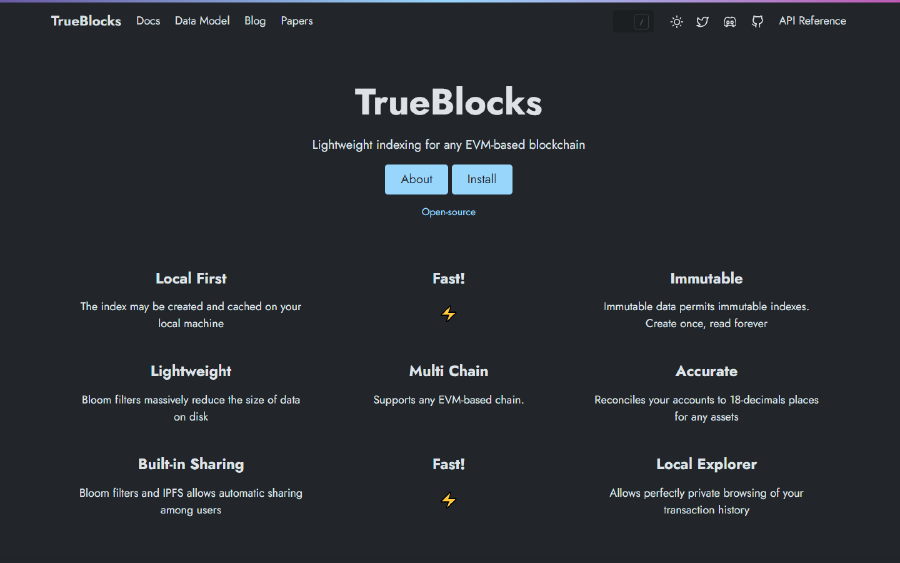 TrueBlocks Docs Data Model Blog Papers / API Reference
TrueBlocks
Lightweight indexing for any EVM-based blockchain
About Install
Open-source
Local First Fast! Immutable
The index may be created and cached on your
local machine
Immutable data permits immutable indexes.
Create once, read forever
Lightweight Multi Chain Accurate
Bloom filters massively reduce the size of data
on disk
Supports any EVM-based chain.
Reconciles your accounts to 18-decimals places
for any assets
Built-in Sharing Fast! Local Explorer
Bloom filters and IPFS allows automatic sharing
among users
Allows perfectly private browsing of your
transaction history